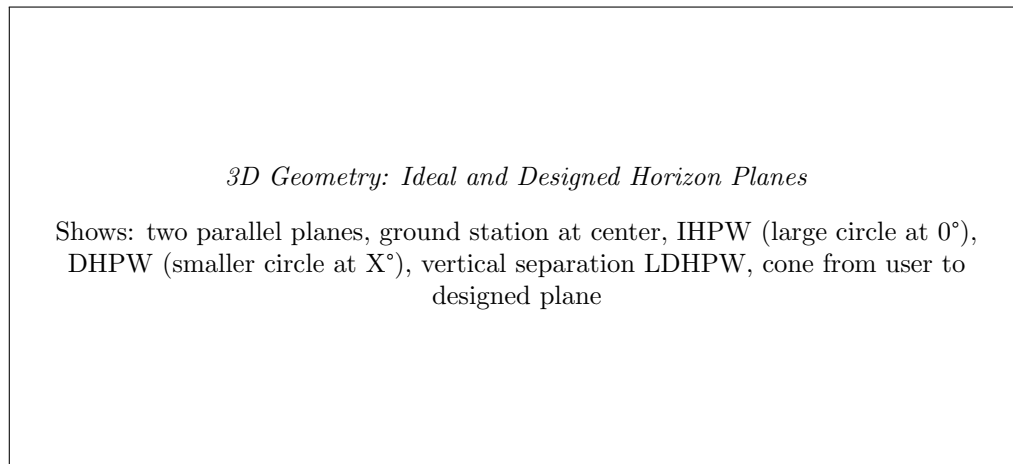 3D Geometry: Ideal and Designed Horizon Planes
Shows: two parallel planes, ground station at center, IHPW (large circle at 0°),
DHPW (smaller circle at X°), vertical separation LDHPW, cone from user to
designed plane